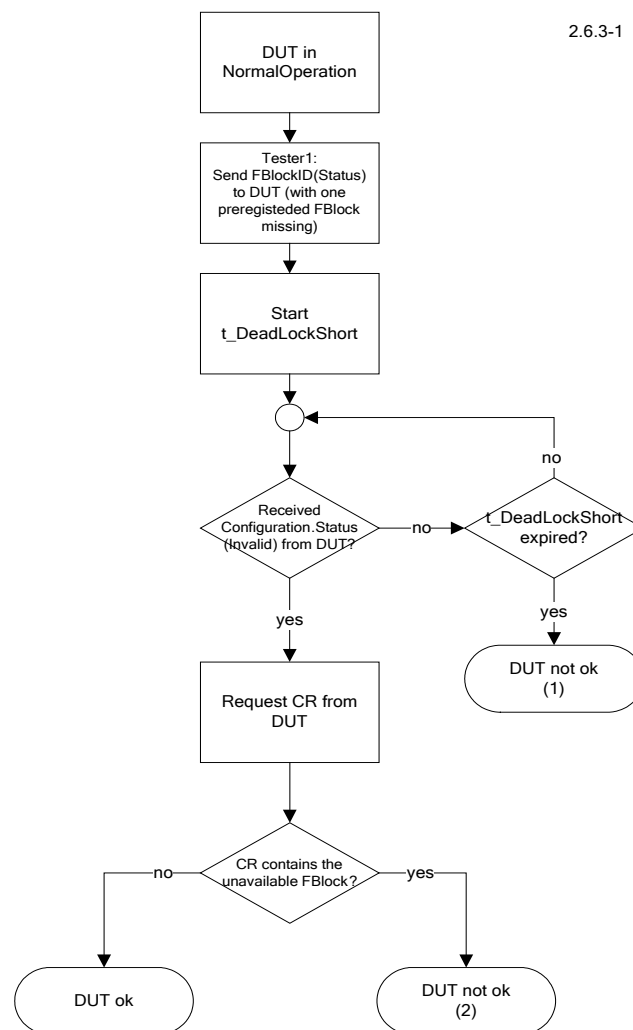 2.6.3-1
DUT in
NormalOperation
Tester1:
Send FBlockID(Status)
to DUT (with one
preregisteded FBlock
missing)
Start
t_DeadLockShort
no
Received
Configuration.Status
(Invalid) from DUT?
no
t_DeadLockShort
expired?
yes
yes
DUT not ok
(1)
Request CR from
DUT
CR contains the
unavailable FBlock?
no
yes
DUT ok
DUT not ok
(2)